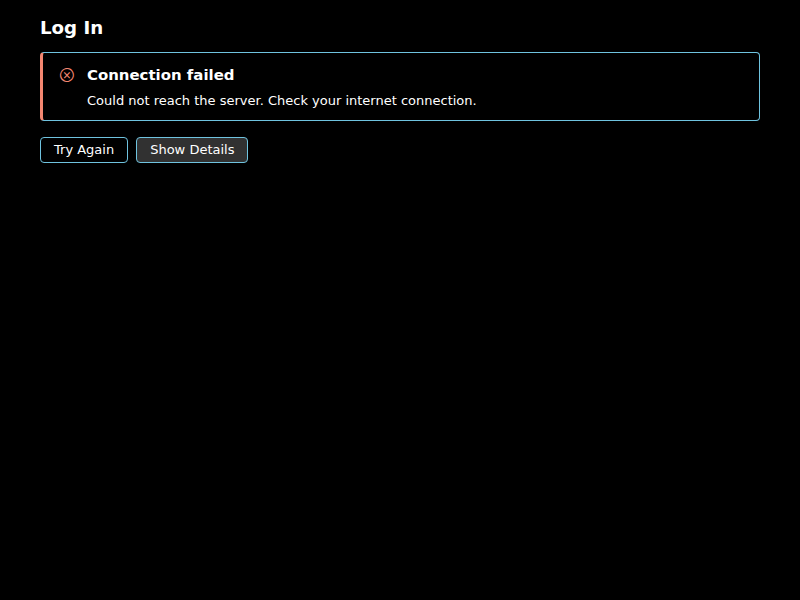 Log In
Connection failed
Could not reach the server. Check your internet connection.
Try Again
Show Details